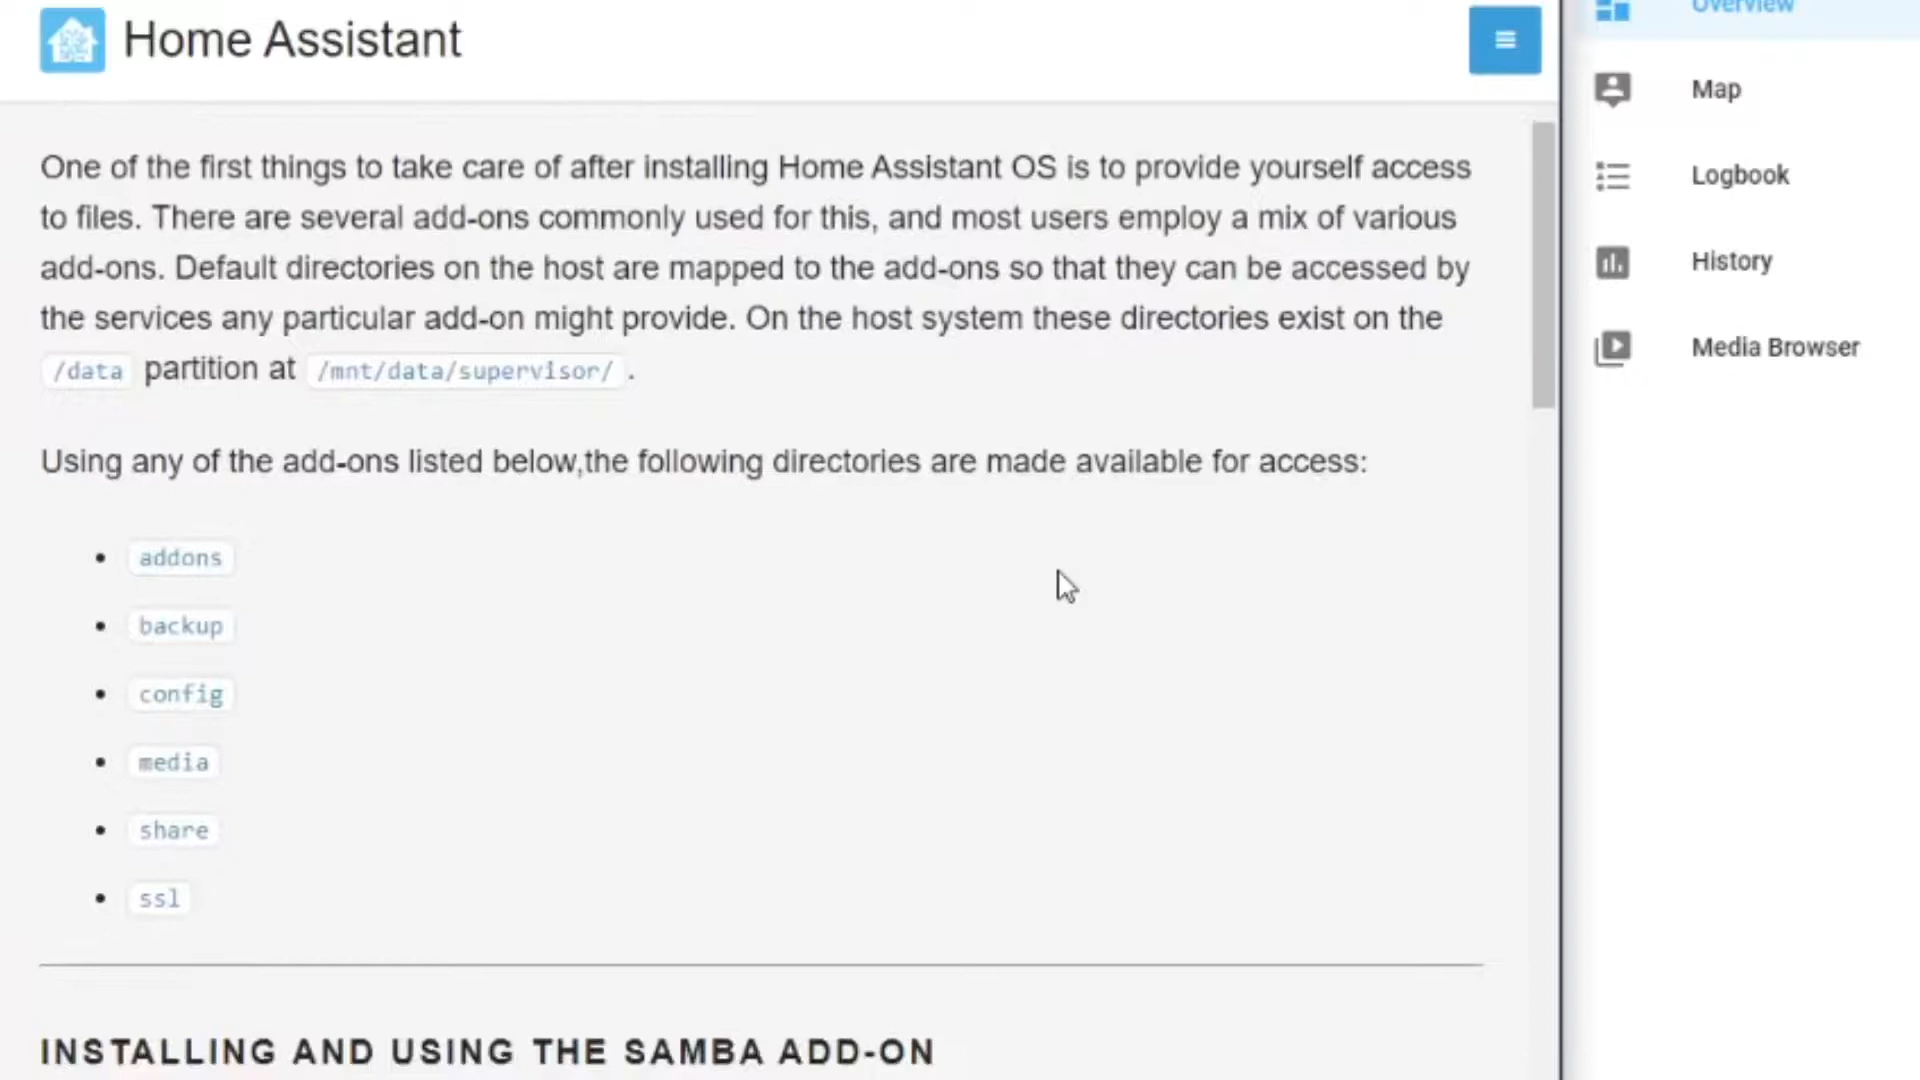 Home Assistant
One of the first things to take care of after installing Home Assistant OS is to provide yourself access
to files. There are several add-ons commonly used for this, and most users employ a mix of various
add-ons. Default directories on the host are mapped to the add-ons so that they can be accessed by
the services any particular add-on might provide. On the host system these directories exist on the
/data partition at /mnt/data/supervisor/ .
Using any of the add-ons listed below,the following directories are made available for access:
• addons
• backup
• config
• media
• share
• ssl
INSTALLING AND USING THE SAMBA ADD-ON
Overview
Map
Logbook
History
Media Browser